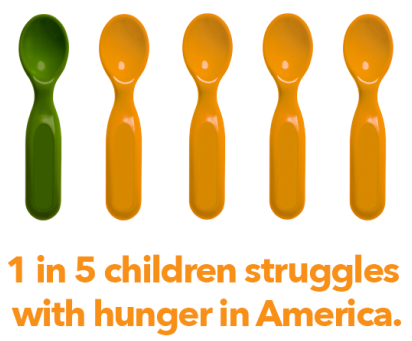 1 in 5 children struggles
with hunger in America.